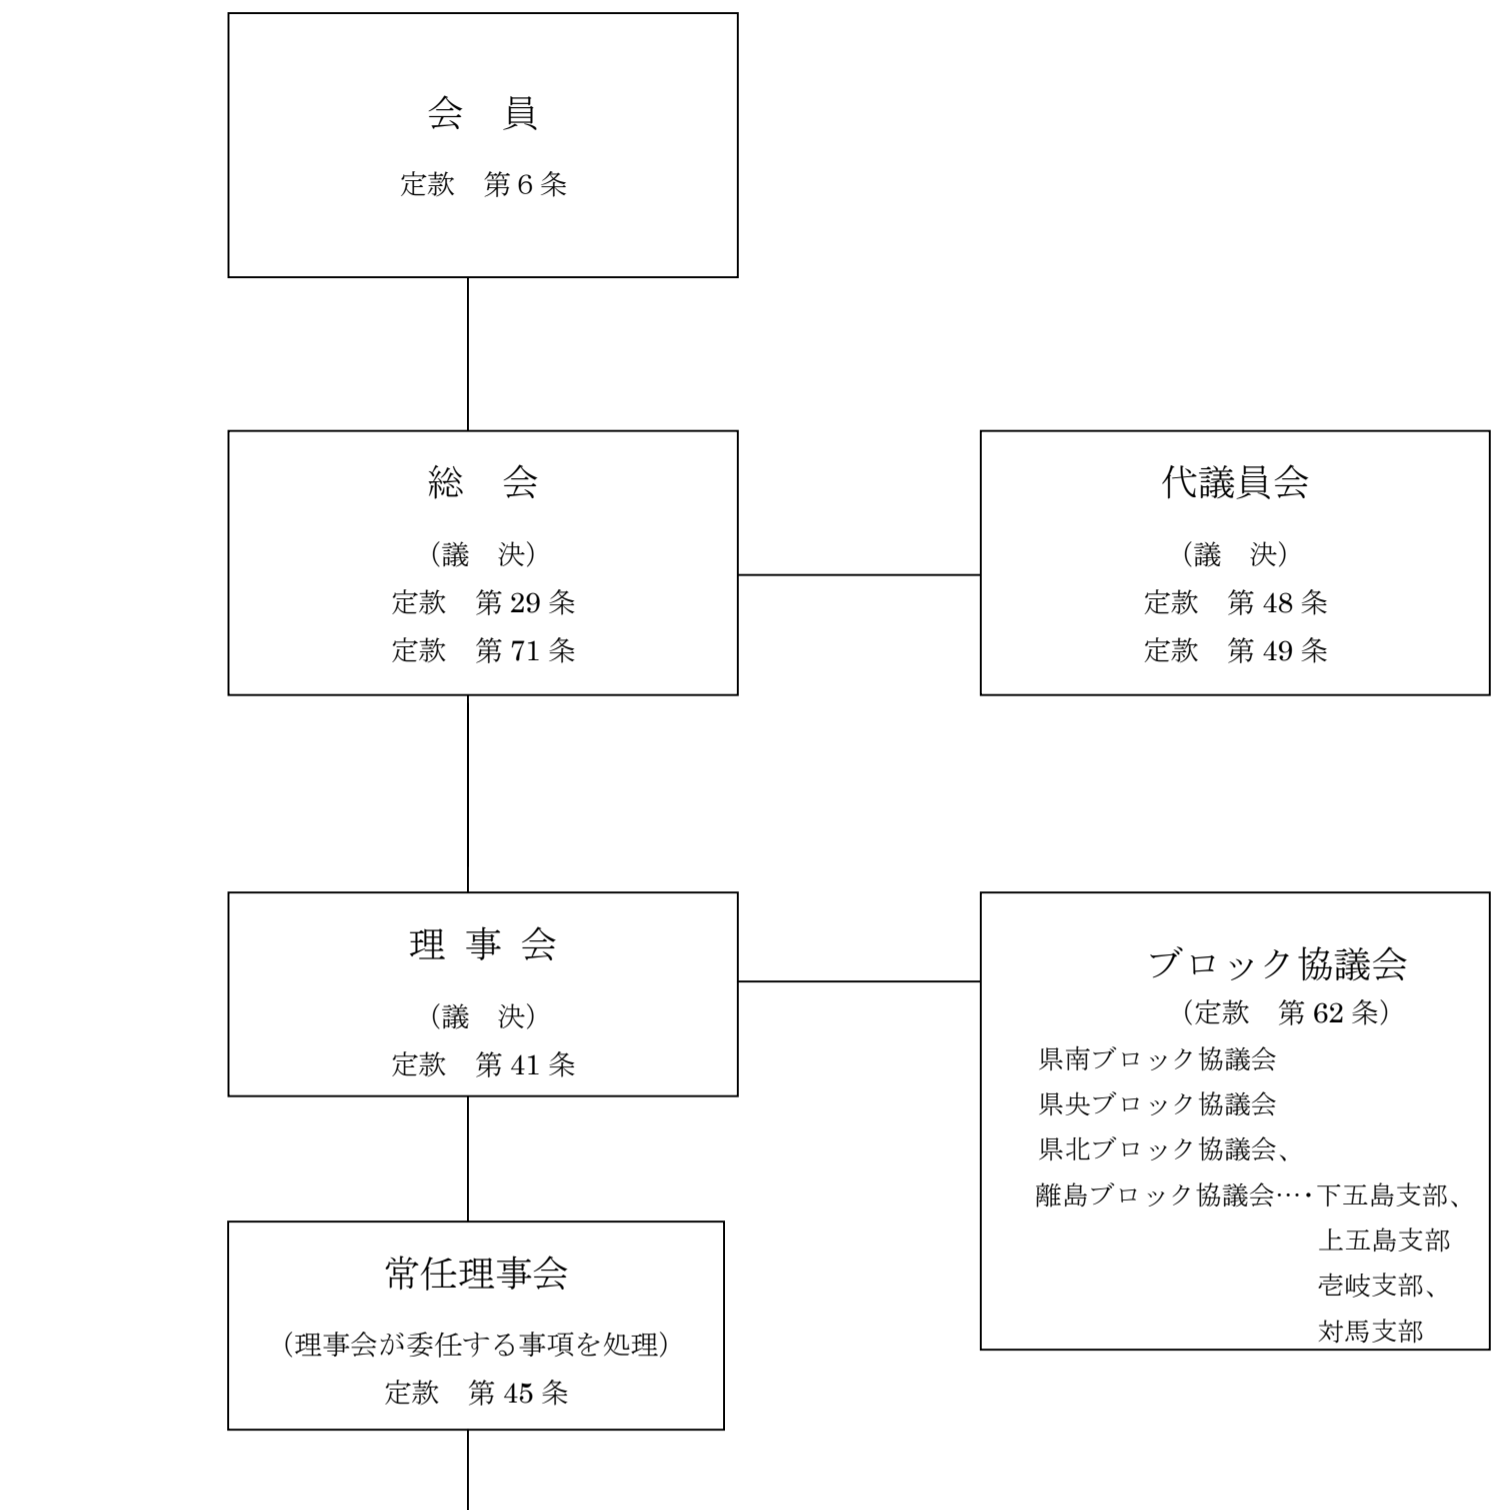 会　員
定款　第６条
総　会
（議　決）
定款　第 29 条
定款　第 71 条
代議員会
（議　決）
定款　第 48 条
定款　第 49 条
理 事 会
（議　決）
定款　第 41 条
ブロック協議会
（定款　第 62 条）
県南ブロック協議会
県央ブロック協議会
県北ブロック協議会、
離島ブロック協議会…・下五島支部、
上五島支部
壱岐支部、
対馬支部
常任理事会
（理事会が委任する事項を処理）
定款　第 45 条